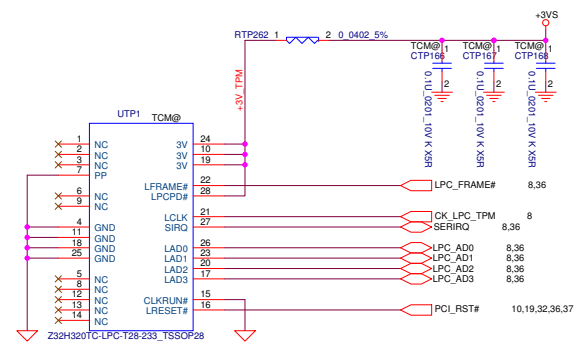 +3VS
RTP262 1 2 0_0402_5%
TCM@ 1 TCM@ 1 TCM@ 1
CTP166 CTP167 CTP168
2 2 2
0.1U_0201_10V K X5R 0.1U_0201_10V K X5R 0.1U_0201_10V K X5R
+3V_TPM
UTP1 TCM@
1 NC 3V 24
2 NC 3V 10
3 NC 3V 19
7 PP
LFRAME# 22 LPC_FRAME# 8,36
6 NC LPCPD# 28
9 NC
LCLK 21 CK_LPC_TPM 8
4 GND SIRQ 27 SERIRQ 8,36
11 GND
18 GND LAD0 26 LPC_AD0 8,36
25 GND LAD1 23 LPC_AD1 8,36
LAD2 20 LPC_AD2 8,36
5 NC LAD3 17 LPC_AD3 8,36
8 NC
12 NC CLKRUN# 15
13 NC LRESET# 16 PCI_RST# 10,19,32,36,37
14 NC
Z32H320TC-LPC-T28-233_TSSOP28